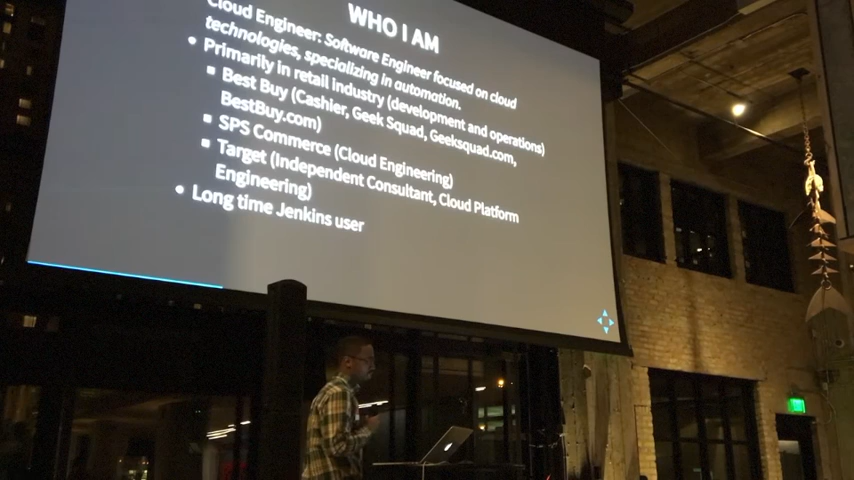 WHO I AM
Cloud Engineer: Software Engineer focused on cloud
technologies, specializing in automation.
Primarily in retail industry (development and operations)
Best Buy (Cashier, Geek Squad, Geeksquad.com,
BestBuy.com)
SPS Commerce (Cloud Engineering)
Target (Independent Consultant, Cloud Platform
Engineering)
Long time Jenkins user
EXIT